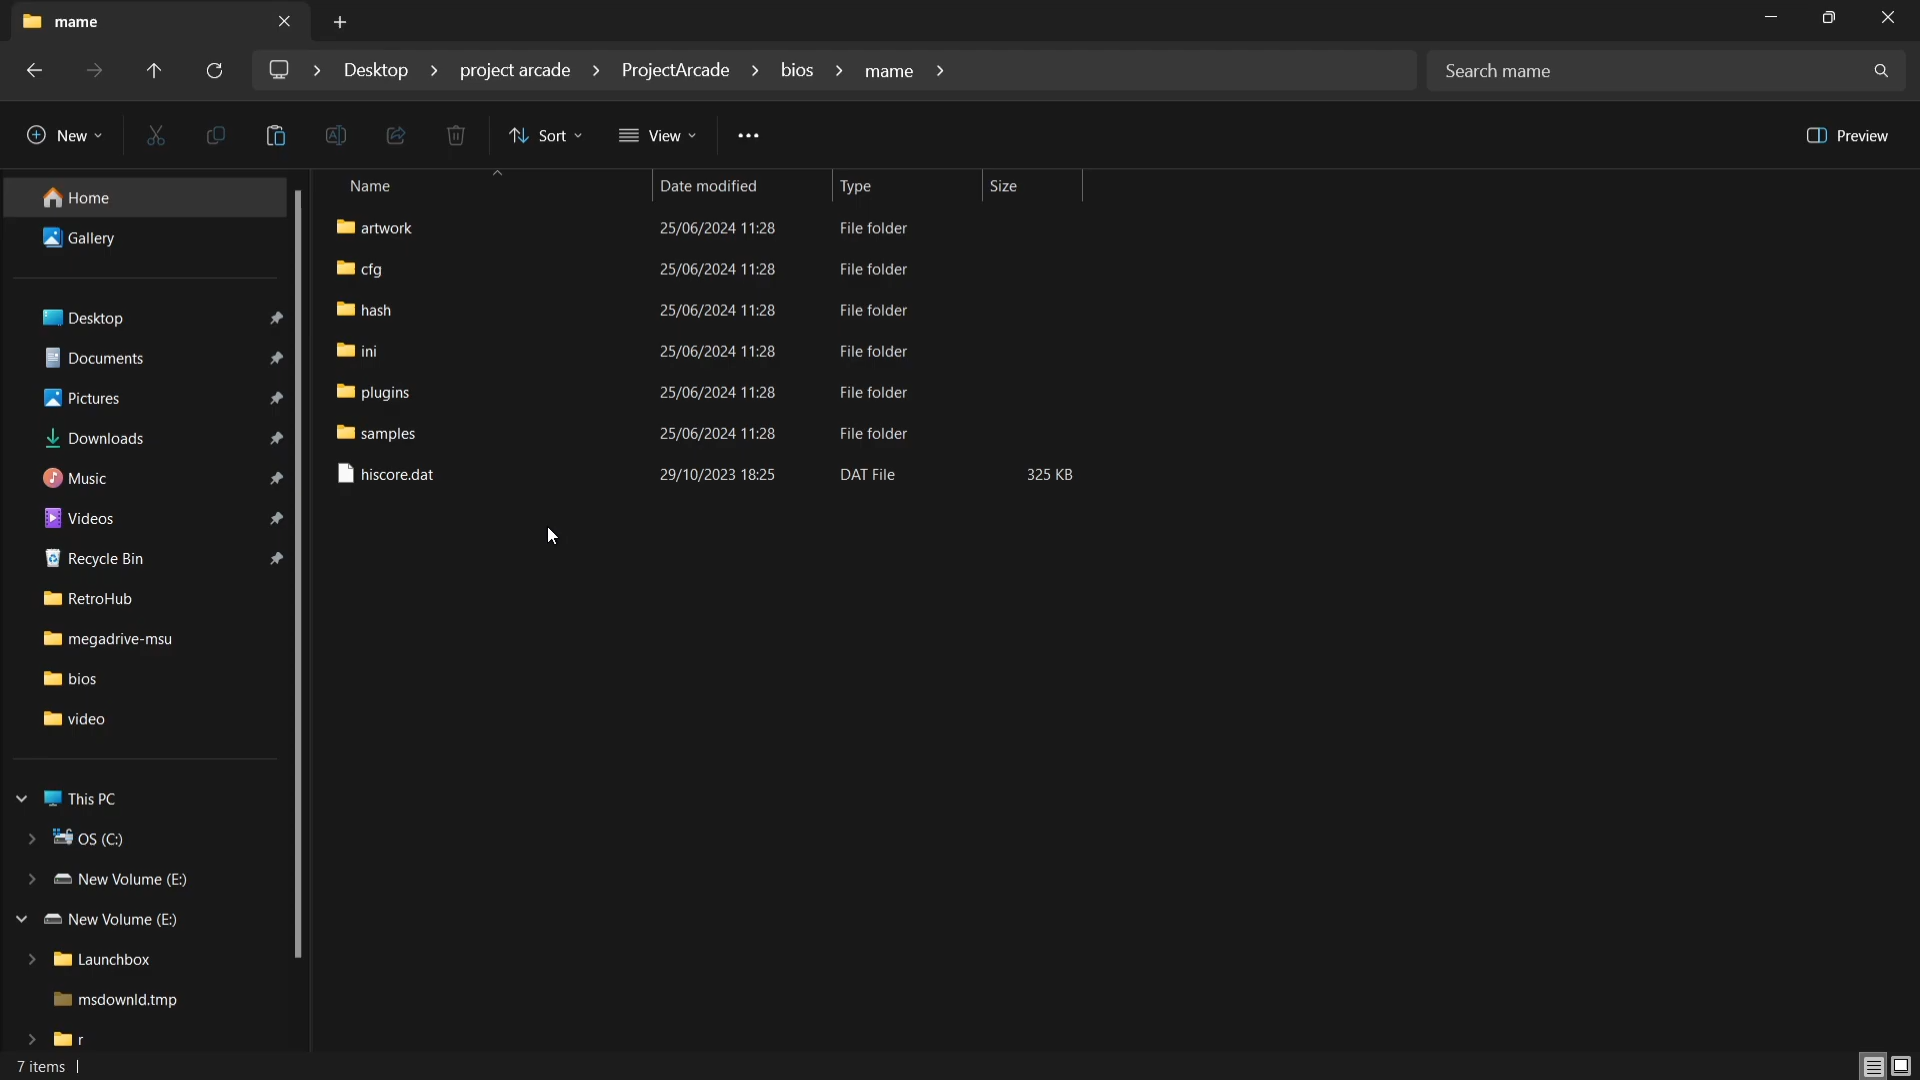 mame
Desktop > project arcade > ProjectArcade > bios > mame >
Search mame
New
Sort
View
Preview
Home
Gallery
Desktop
Documents
Pictures
Downloads
Music
Videos
Recycle Bin
RetroHub
megadrive-msu
bios
video
This PC
OS (C:)
New Volume (E:)
New Volume (E:)
Launchbox
msdownld.tmp
r
Name Date modified Type Size
artwork 25/06/2024 11:28 File folder
cfg 25/06/2024 11:28 File folder
hash 25/06/2024 11:28 File folder
ini 25/06/2024 11:28 File folder
plugins 25/06/2024 11:28 File folder
samples 25/06/2024 11:28 File folder
hiscore.dat 29/10/2023 18:25 DAT File 325 KB
7 items